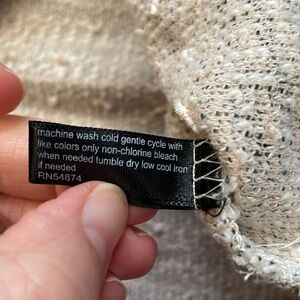 machine wash cold gentle cycle with
like colors only non-chlorine bleach
when needed tumble dry low cool iron
if needed
RN54874